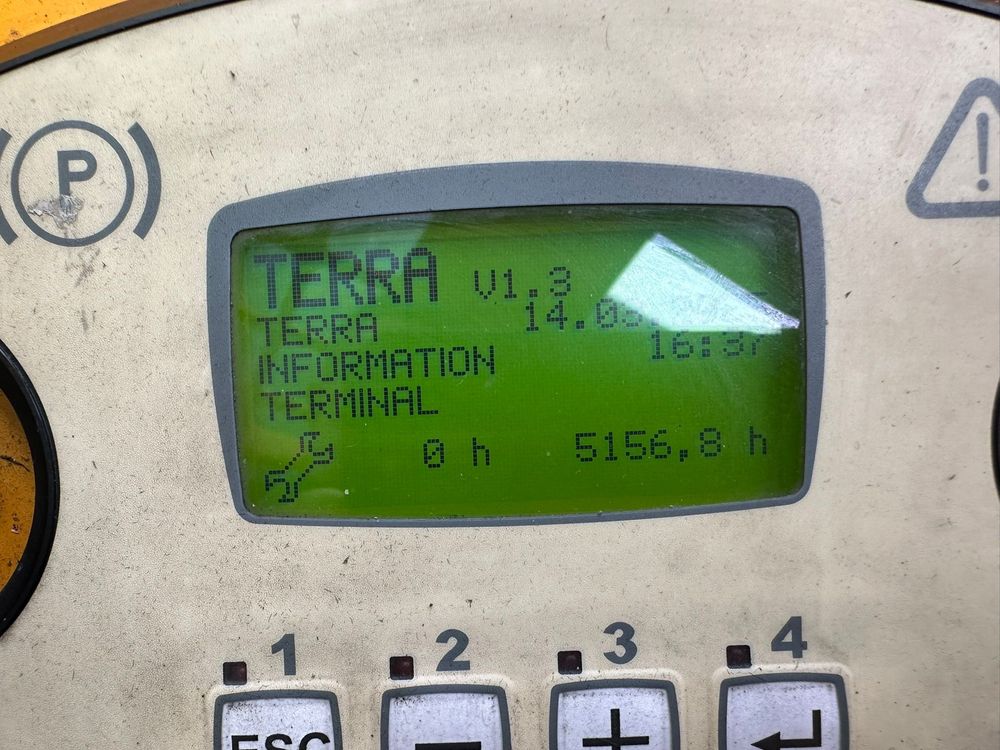 P
TERRA V1.3
TERRA
INFORMATION
TERMINAL
0 h 5156,8 h
1 2 3 4
ESC - +